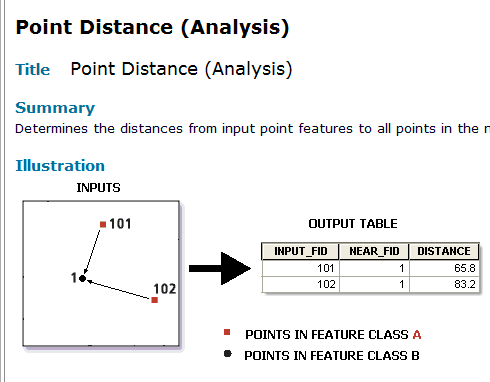 Point Distance (Analysis)
Title Point Distance (Analysis)
Summary
Determines the distances from input point features to all points in the
Illustration
INPUTS
101
1
102
OUTPUT TABLE
INPUT_FID NEAR_FID DISTANCE
101 1 65.8
102 1 83.2
POINTS IN FEATURE CLASS A
POINTS IN FEATURE CLASS B